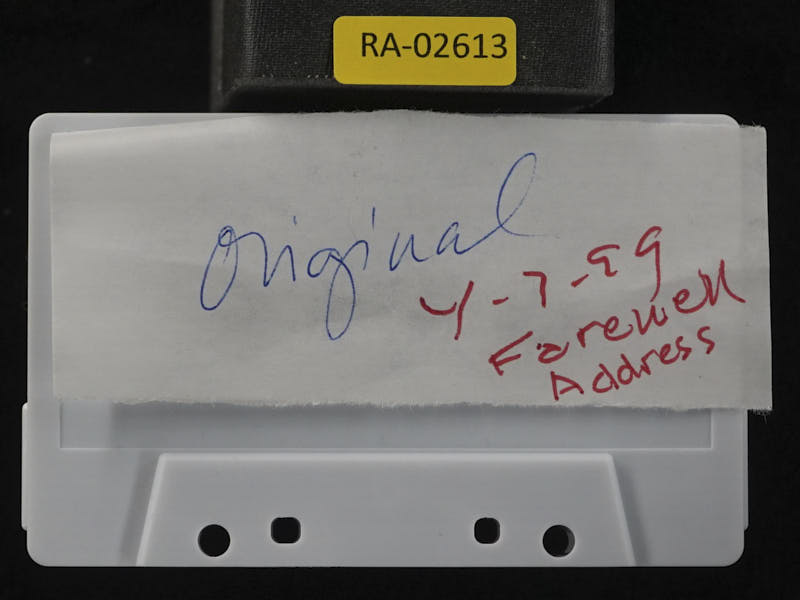 RA-02613
Original
4-7-99
Farewell
Address